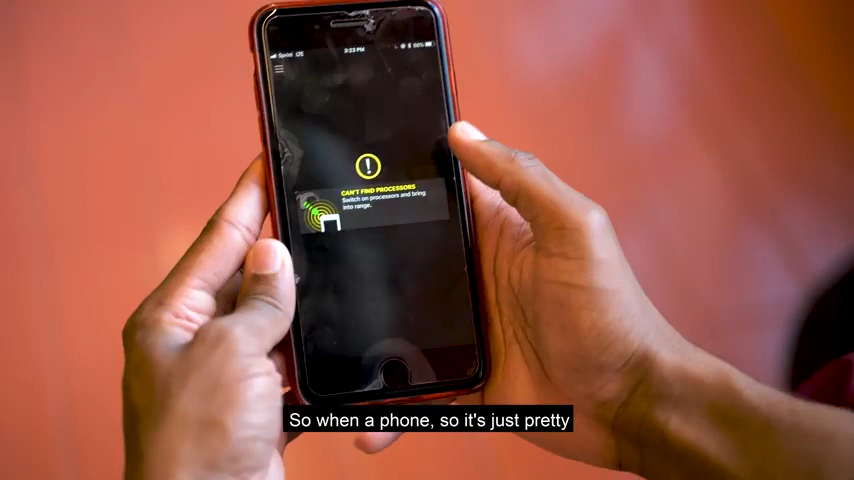 Sprint LTE 3:23 PM 66%
CAN'T FIND PROCESSORS
Switch on processors and bring
into range.
So when a phone, so it's just pretty